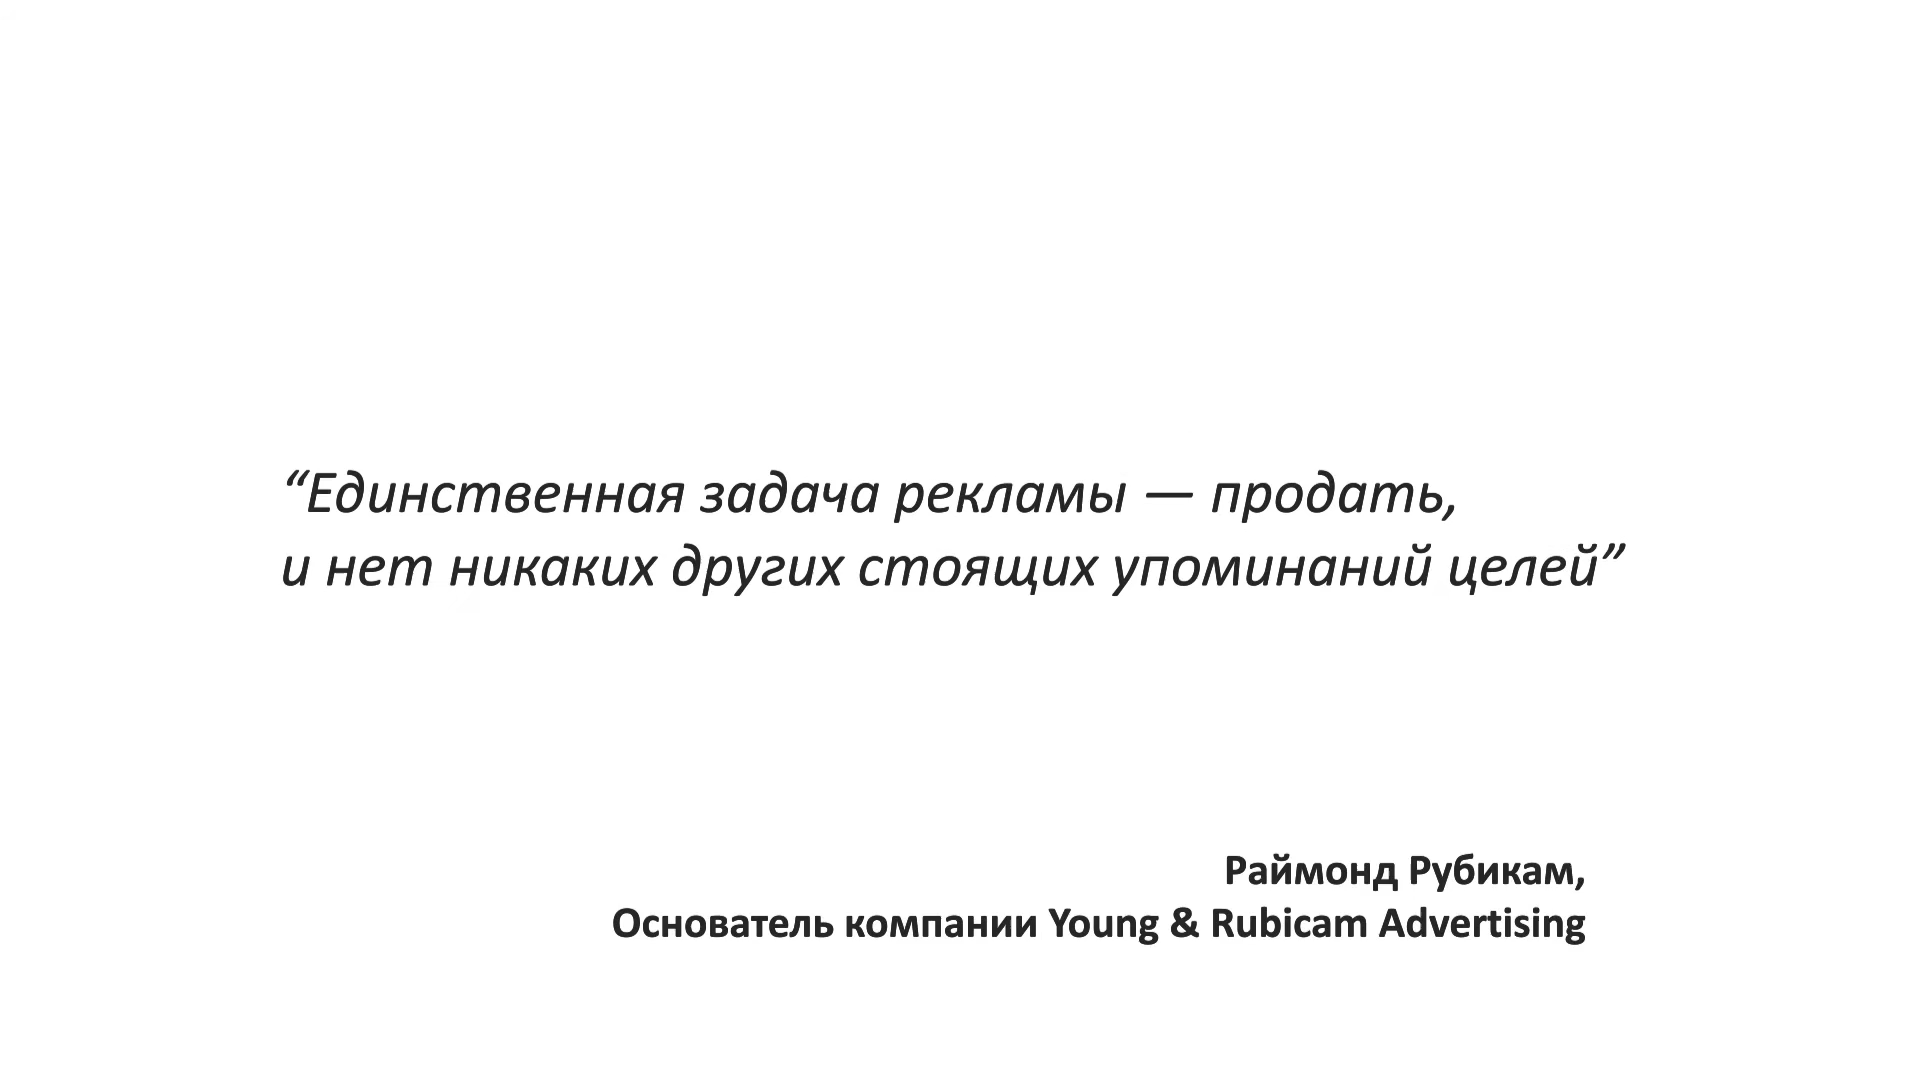 “Единственная задача рекламы — продать,
и нет никаких других стоящих упоминаний целей”
Раймонд Рубикам,
Основатель компании Young & Rubicam Advertising